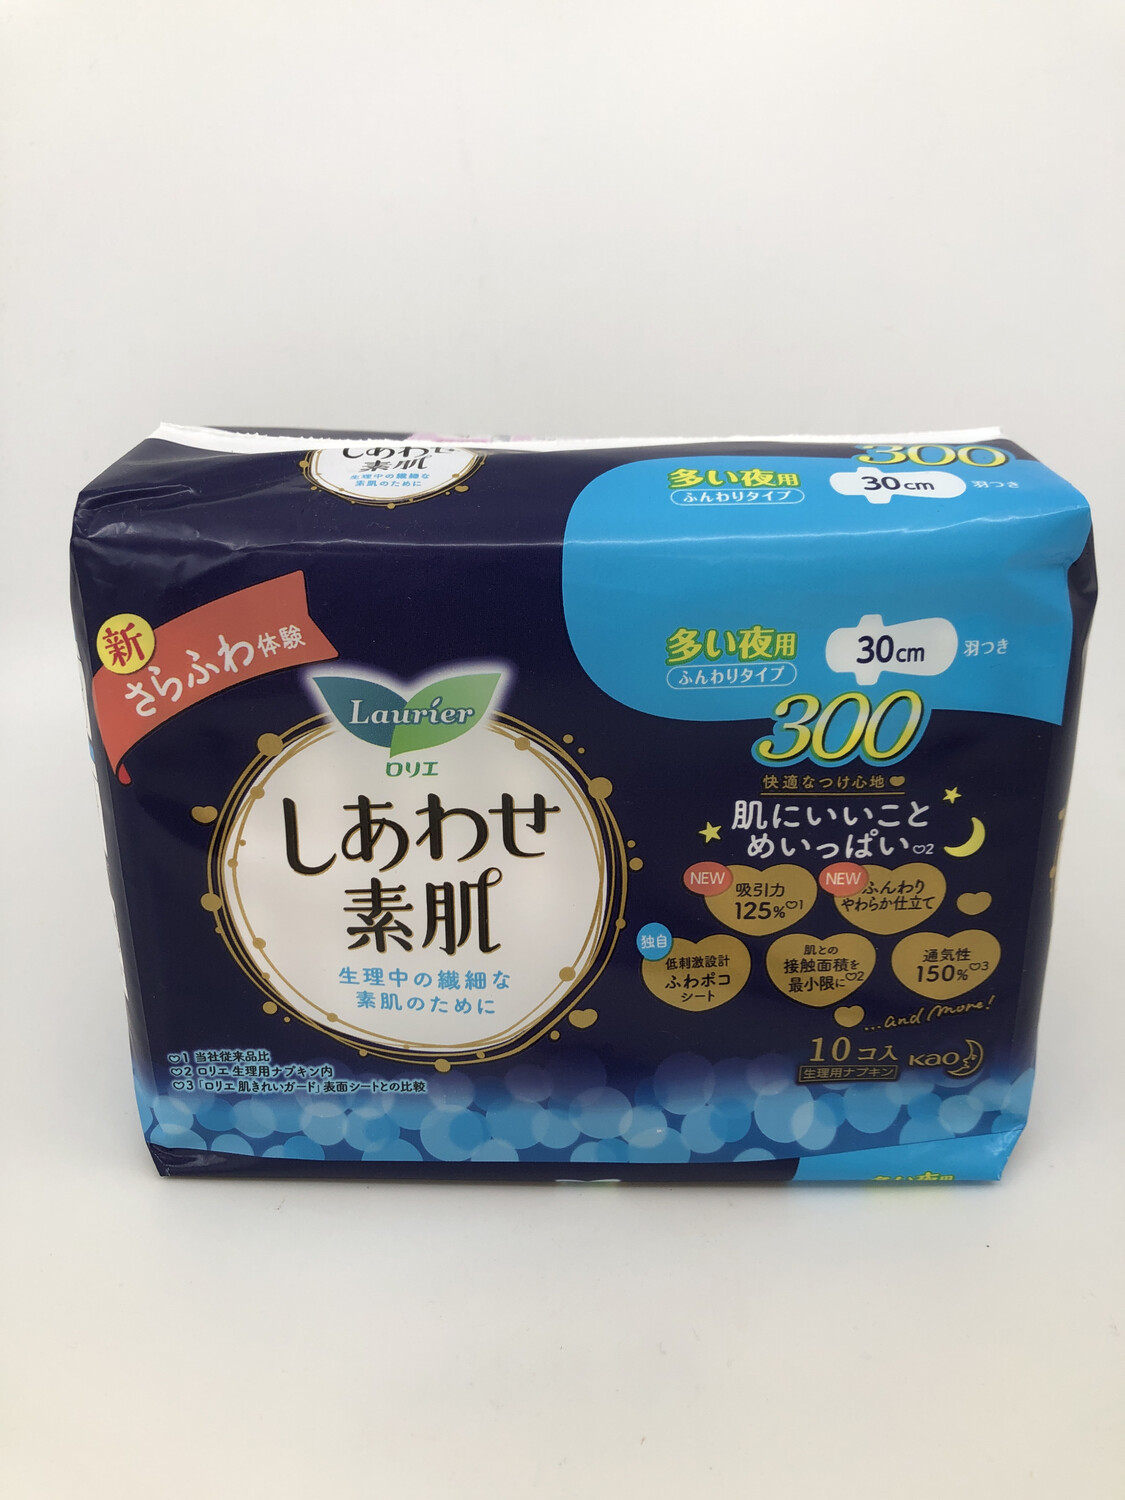 しあわせ
素肌
生理中の繊細な
素肌のために
300
多い夜用
ふんわりタイプ
30cm
羽つき
新
さらふわ体験
Laurier
ロリエ
しあわせ
素肌
生理中の繊細な
素肌のために
多い夜用
ふんわりタイプ
30cm
羽つき
300
快適なつけ心地♥
肌にいいこと
めいっぱい♡2
NEW
吸引力
125%♡1
NEW
ふんわり
やわらか仕立て
独自
低刺激設計
ふわポコ
シート
肌との
接触面積を
最小限に♡2
通気性
150%♡3
...and more!
10コ入
生理用ナプキン
Kao
♡1 当社従来品比
♡2 ロリエ 生理用ナプキン内
♡3「ロリエ 肌きれいガード」表面シートとの比較
多い夜用